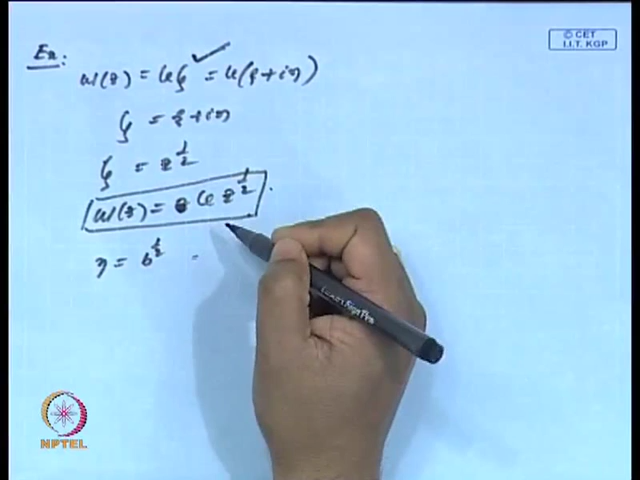 Ex:
© CET
I.I.T. KGP
w(z) = Uζ = U(ξ+iη)
ζ = ξ+iη
ζ = z^{1/2}
w(z) = U z^{1/2}.
η = b^{1/2} =
NPTEL